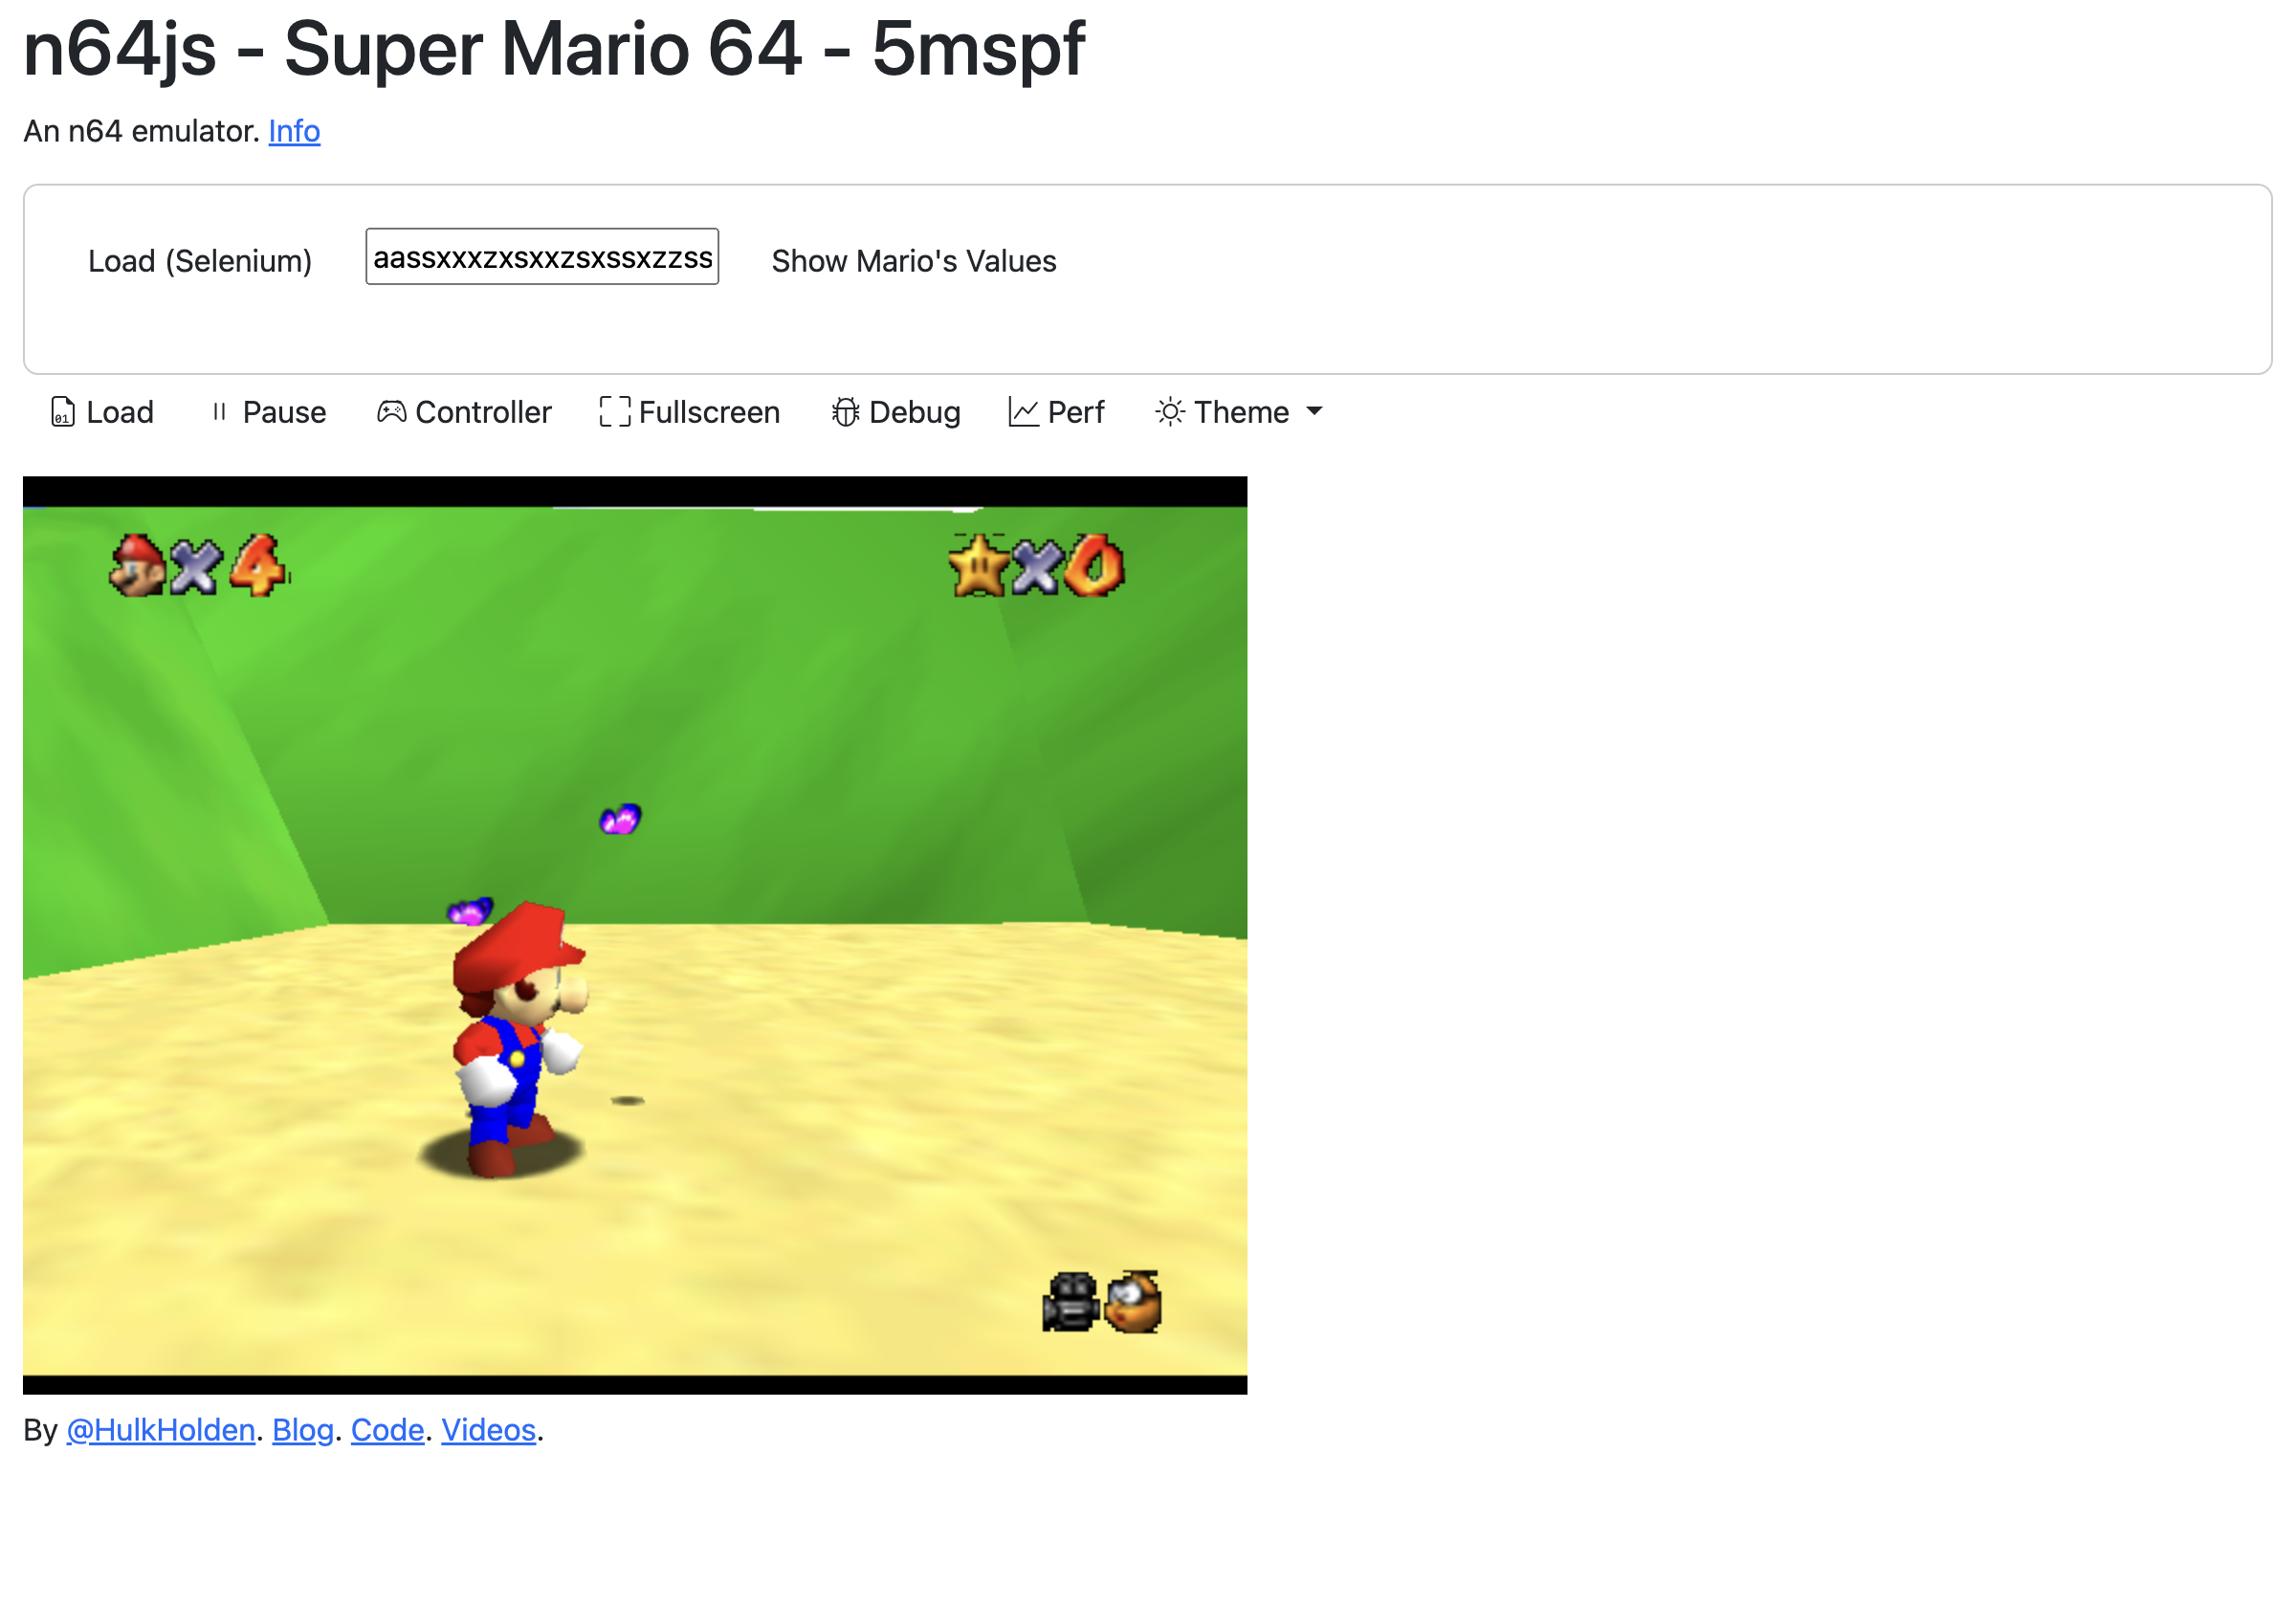 n64js - Super Mario 64 - 5mspf
An n64 emulator. Info
Load (Selenium) aassxxxzxsxxzsxssxzzss Show Mario's Values
Load Pause Controller Fullscreen Debug Perf Theme
×4 ×0
By @HulkHolden. Blog. Code. Videos.